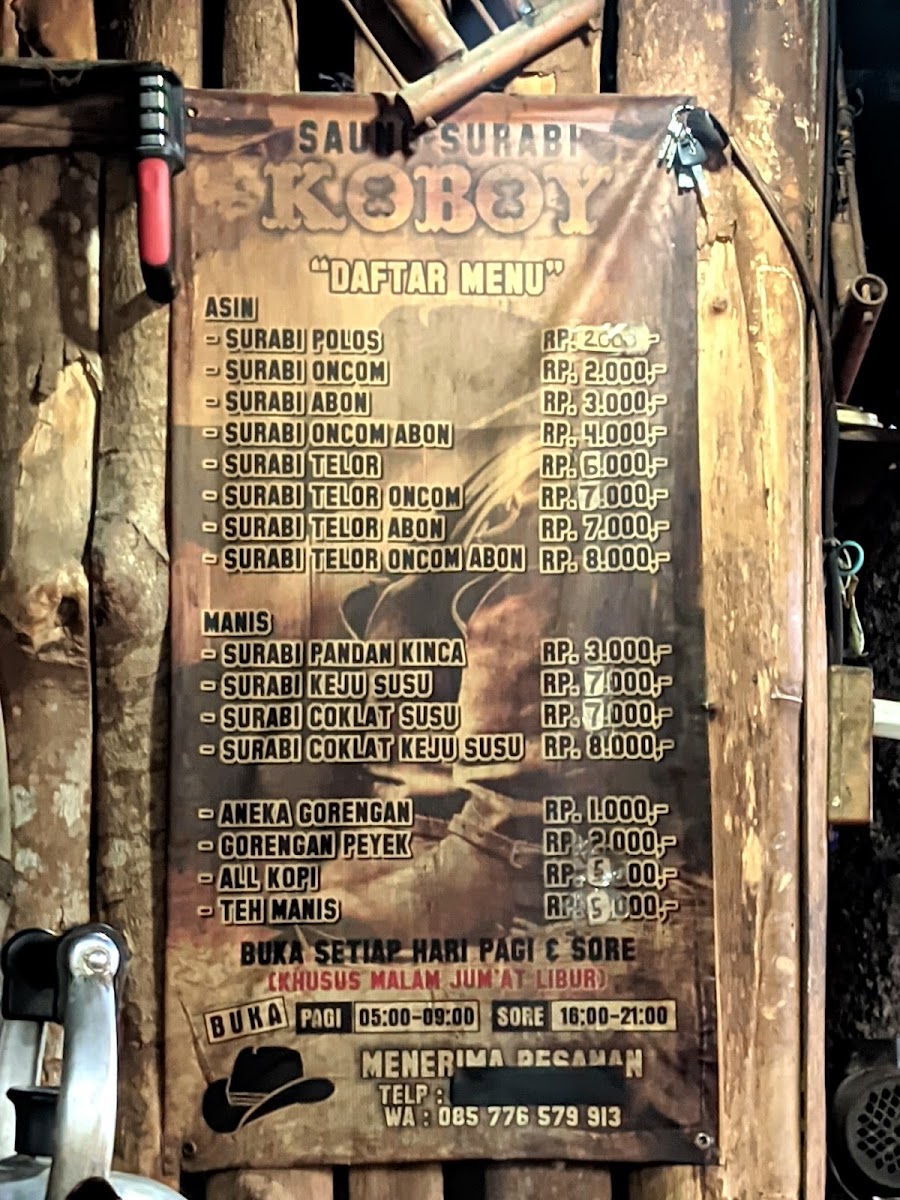 SAUNG SURABI
KOBOY
"DAFTAR MENU"
ASIN
- SURABI POLOS RP. 2000,-
- SURABI ONCOM RP. 2.000,-
- SURABI ABON RP. 3.000,-
- SURABI ONCOM ABON RP. 4.000,-
- SURABI TELOR RP. 6.000,-
- SURABI TELOR ONCOM RP. 7.000,-
- SURABI TELOR ABON RP. 7.000,-
- SURABI TELOR ONCOM ABON RP. 8.000,-
MANIS
- SURABI PANDAN KINCA RP. 3.000,-
- SURABI KEJU SUSU RP. 7.000,-
- SURABI COKLAT SUSU RP. 7.000,-
- SURABI COKLAT KEJU SUSU RP. 8.000,-
- ANEKA GORENGAN RP. 1.000,-
- GORENGAN PEYEK RP. 2.000,-
- ALL KOPI RP. 5.000,-
- TEH MANIS RP. 5.000,-
BUKA SETIAP HARI PAGI & SORE
(KHUSUS MALAM JUM'AT LIBUR)
BUKA PAGI 05:00-09:00 SORE 16:00-21:00
MENERIMA PESANAN
TELP :
WA : 085 776 579 913